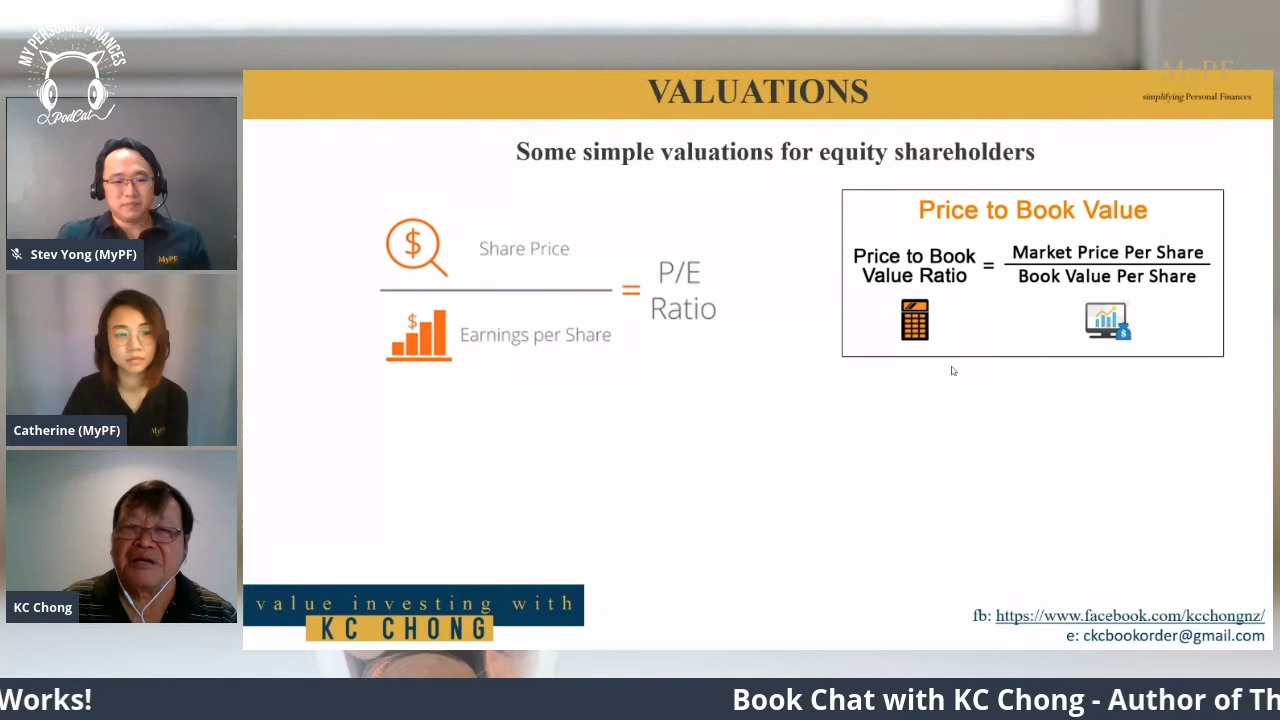 MY PERSONAL FINANCES
PodCat
VALUATIONS
MyPF
simplifying Personal Finances
Some simple valuations for equity shareholders
$
Share Price
$
Earnings per Share
=
P/E
Ratio
Price to Book Value
Price to Book
Value Ratio
=
Market Price Per Share
Book Value Per Share
$
Stev Yong (MyPF)
MyPF
Catherine (MyPF)
KC Chong
value investing with
KC CHONG
fb: https://www.facebook.com/kcchongnz/
e: ckcbookorder@gmail.com
Works!
Book Chat with KC Chong - Author of Th